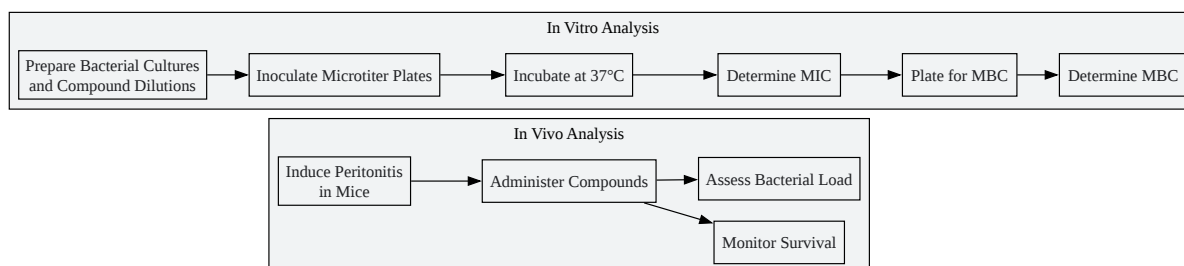 In Vitro Analysis
Prepare Bacterial Cultures
and Compound Dilutions
Inoculate Microtiter Plates
Incubate at 37°C
Determine MIC
Plate for MBC
Determine MBC
In Vivo Analysis
Induce Peritonitis
in Mice
Administer Compounds
Assess Bacterial Load
Monitor Survival